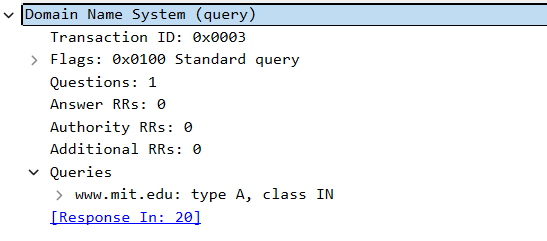 Domain Name System (query)
Transaction ID: 0x0003
Flags: 0x0100 Standard query
Questions: 1
Answer RRs: 0
Authority RRs: 0
Additional RRs: 0
Queries
www.mit.edu: type A, class IN
[Response In: 20]